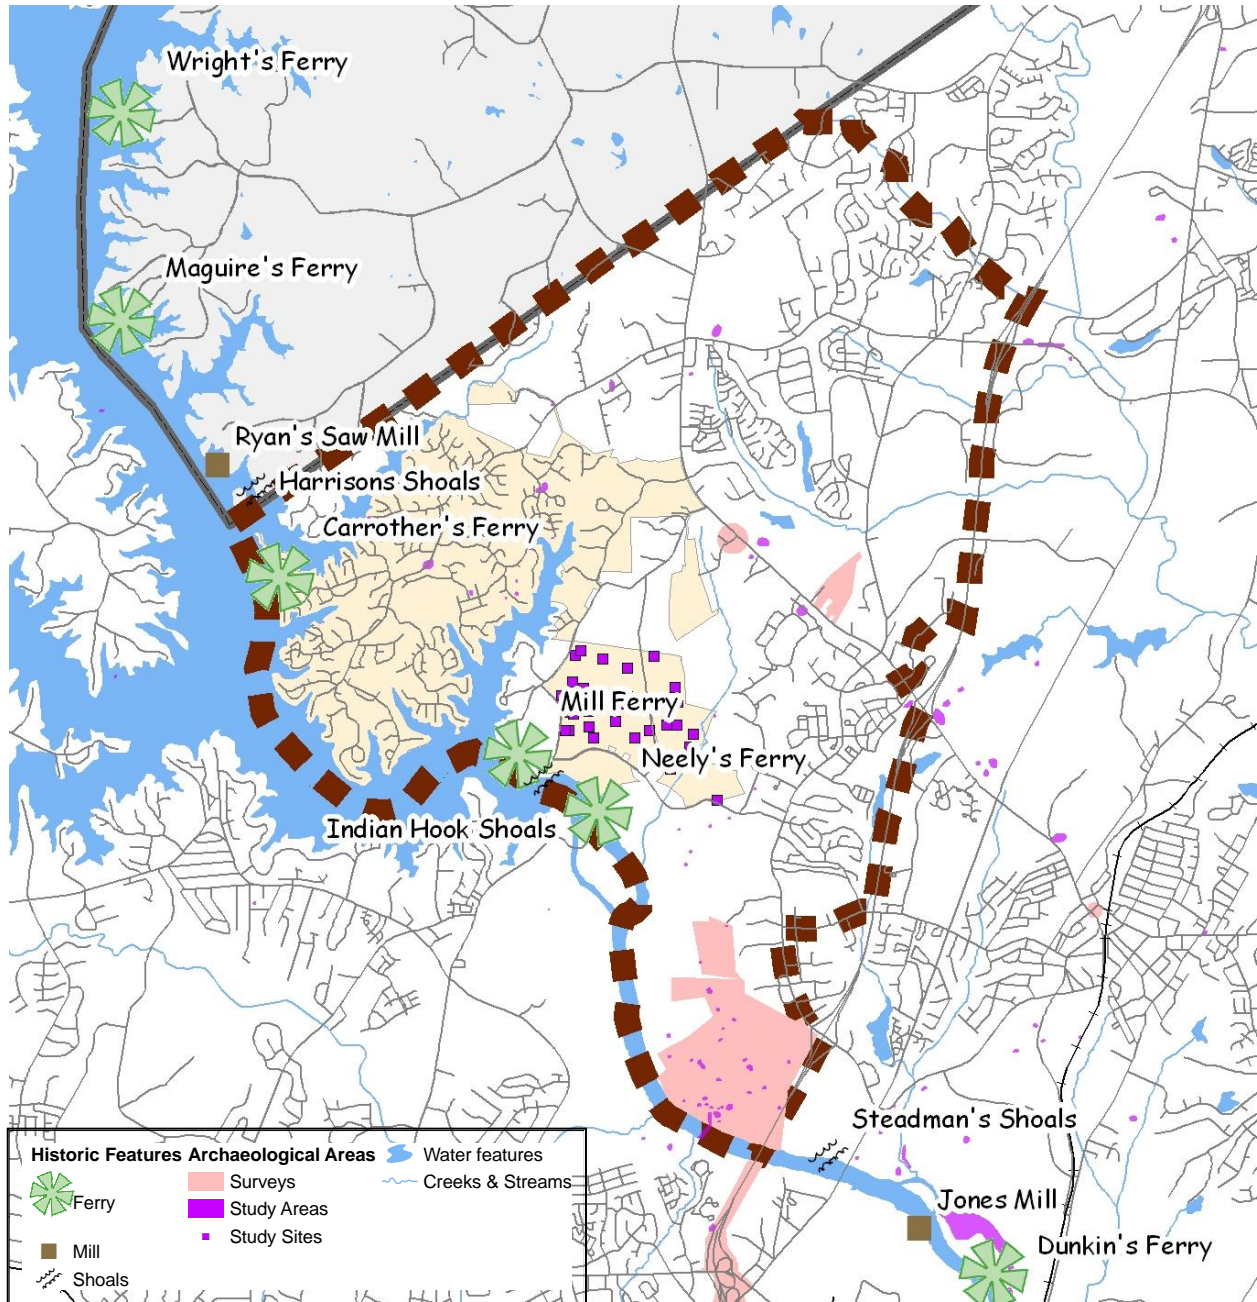 Wright's Ferry
Maguire's Ferry
Ryan's Saw Mill
Harrisons Shoals
Carrother's Ferry
Mill Ferry
Neely's Ferry
Indian Hook Shoals
Steadman's Shoals
Jones Mill
Dunkin's Ferry
Historic Features
Ferry
Mill
Shoals
Archaeological Areas
Surveys
Study Areas
Study Sites
Water features
Creeks & Streams